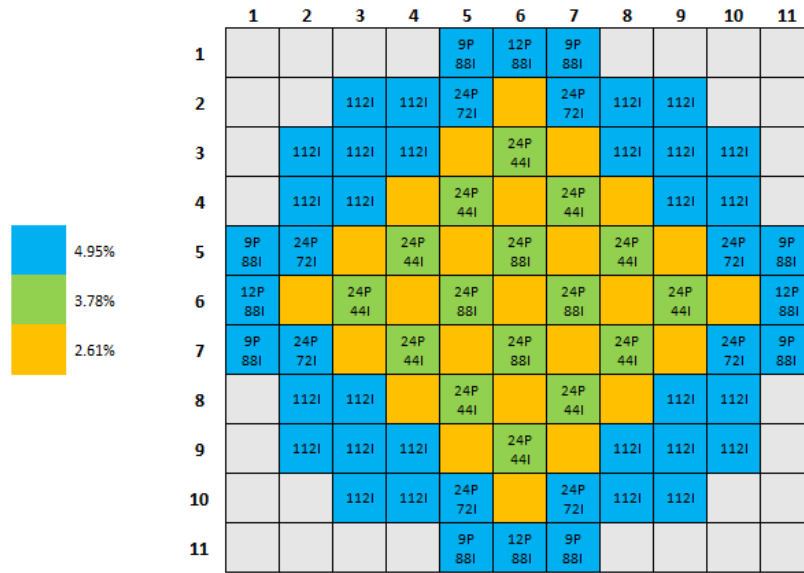 1 2 3 4 5 6 7 8 9 10 11
1 9P 12P 9P
88I 88I 88I
2 112I 112I 24P 24P 112I 112I
72I 72I
3 112I 112I 112I 24P 112I 112I 112I
44I
4 112I 112I 24P 24P 112I 112I
44I 44I
4.95%
5 9P 24P 24P 24P 24P 24P 9P
88I 72I 44I 88I 44I 72I 88I
3.78%
6 12P 24P 24P 24P 24P 12P
88I 44I 88I 88I 44I 88I
2.61%
7 9P 24P 24P 24P 24P 24P 9P
88I 72I 44I 88I 44I 72I 88I
8 112I 112I 24P 24P 112I 112I
44I 44I
9 112I 112I 112I 24P 112I 112I 112I
44I
10 112I 112I 24P 24P 112I 112I
72I 72I
11 9P 12P 9P
88I 88I 88I